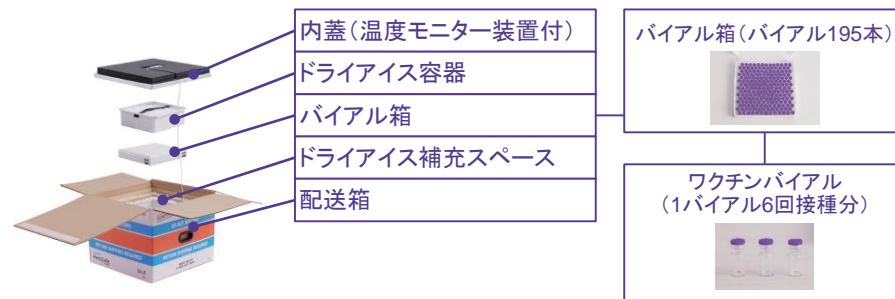 内蓋（温度モニター装置付）
ドライアイス容器
バイアル箱
ドライアイス補充スペース
配送箱
バイアル箱（バイアル195本）
ワクチンバイアル
（1バイアル6回接種分）